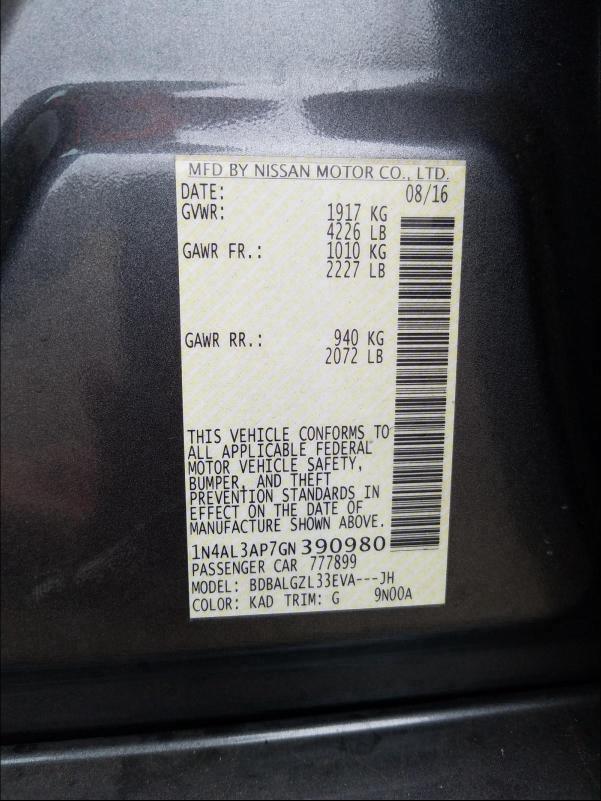 MFD BY NISSAN MOTOR CO., LTD.
DATE: 08/16
GVWR: 1917 KG
4226 LB
GAWR FR.: 1010 KG
2227 LB
GAWR RR.: 940 KG
2072 LB
THIS VEHICLE CONFORMS TO
ALL APPLICABLE FEDERAL
MOTOR VEHICLE SAFETY,
BUMPER, AND THEFT
PREVENTION STANDARDS IN
EFFECT ON THE DATE OF
MANUFACTURE SHOWN ABOVE.
1N4AL3AP7GN390980
PASSENGER CAR 777899
MODEL: BDBALGZL33EVA---JH
COLOR: KAD TRIM: G 9N00A